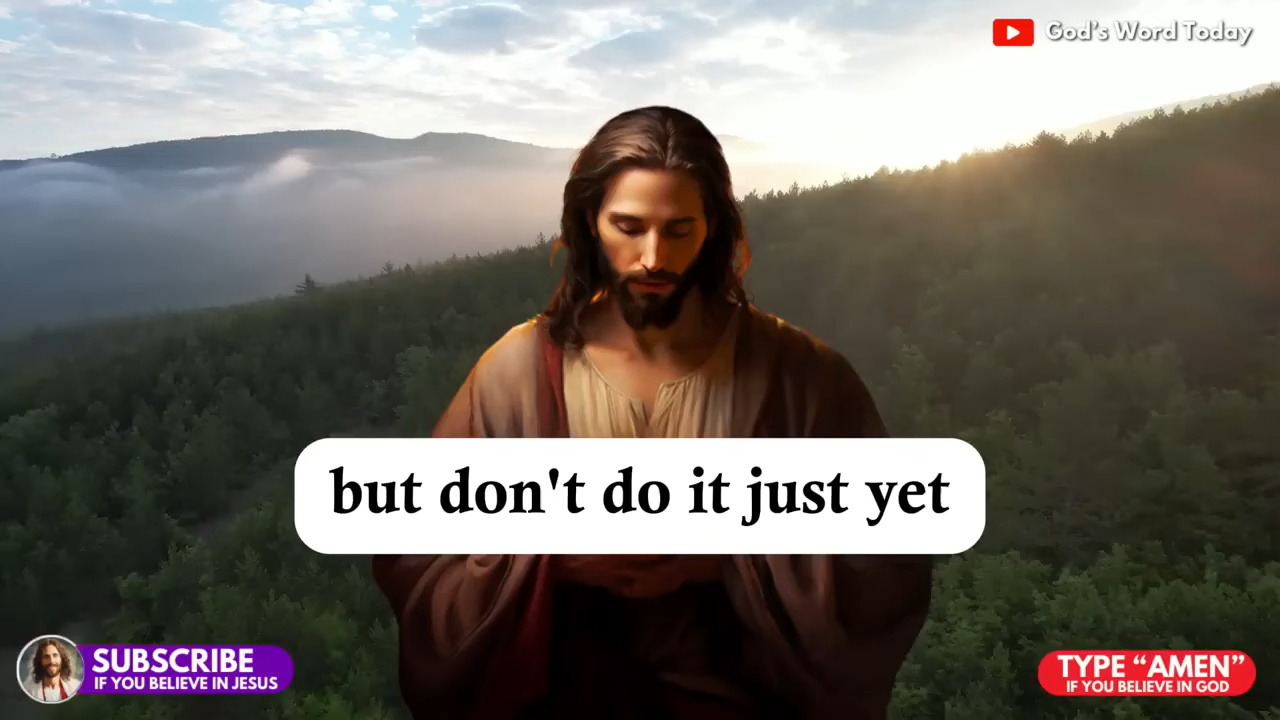 God's Word Today
but don't do it just yet
SUBSCRIBE
IF YOU BELIEVE IN JESUS
TYPE “AMEN”
IF YOU BELIEVE IN GOD